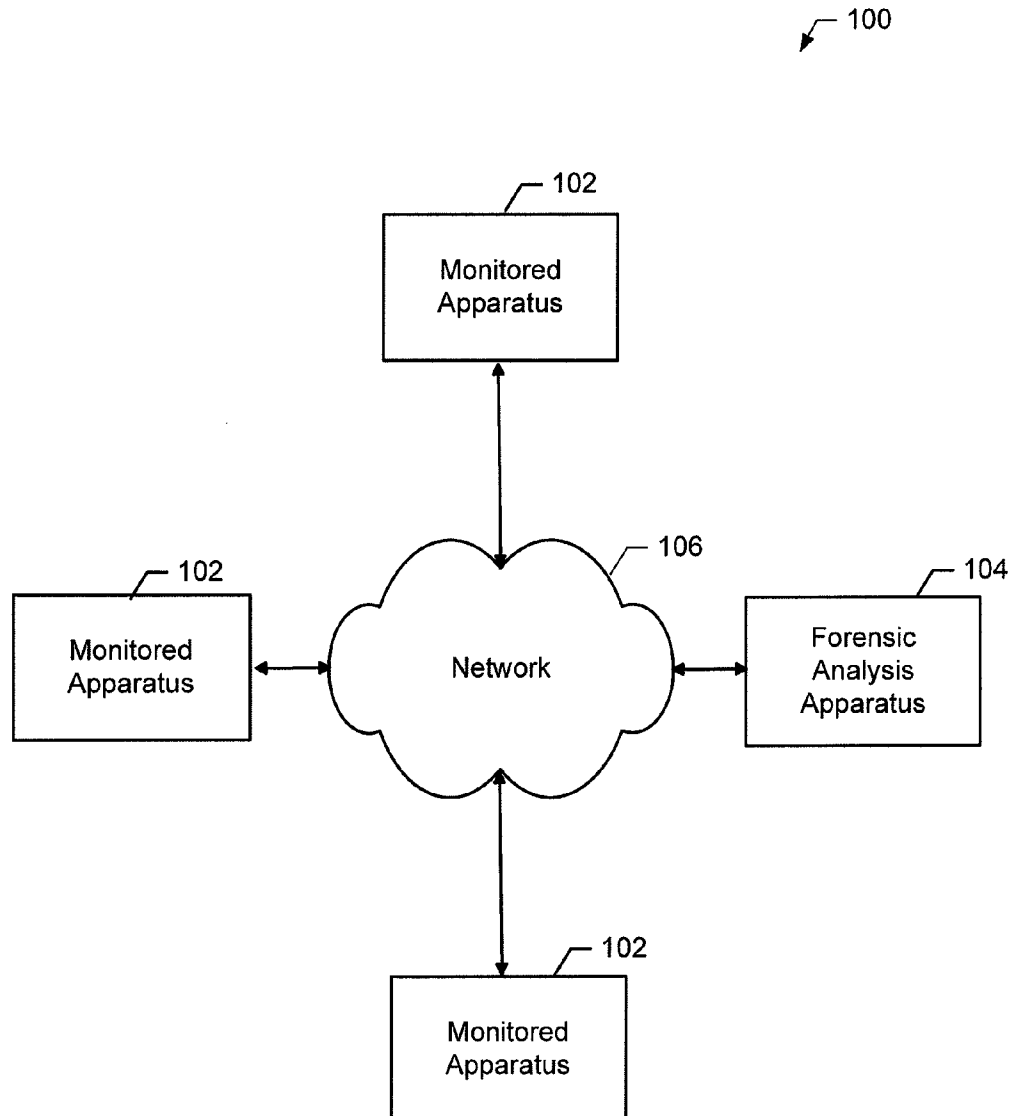 100
102
Monitored
Apparatus
106
102
Monitored
Apparatus
Network
104
Forensic
Analysis
Apparatus
102
Monitored
Apparatus